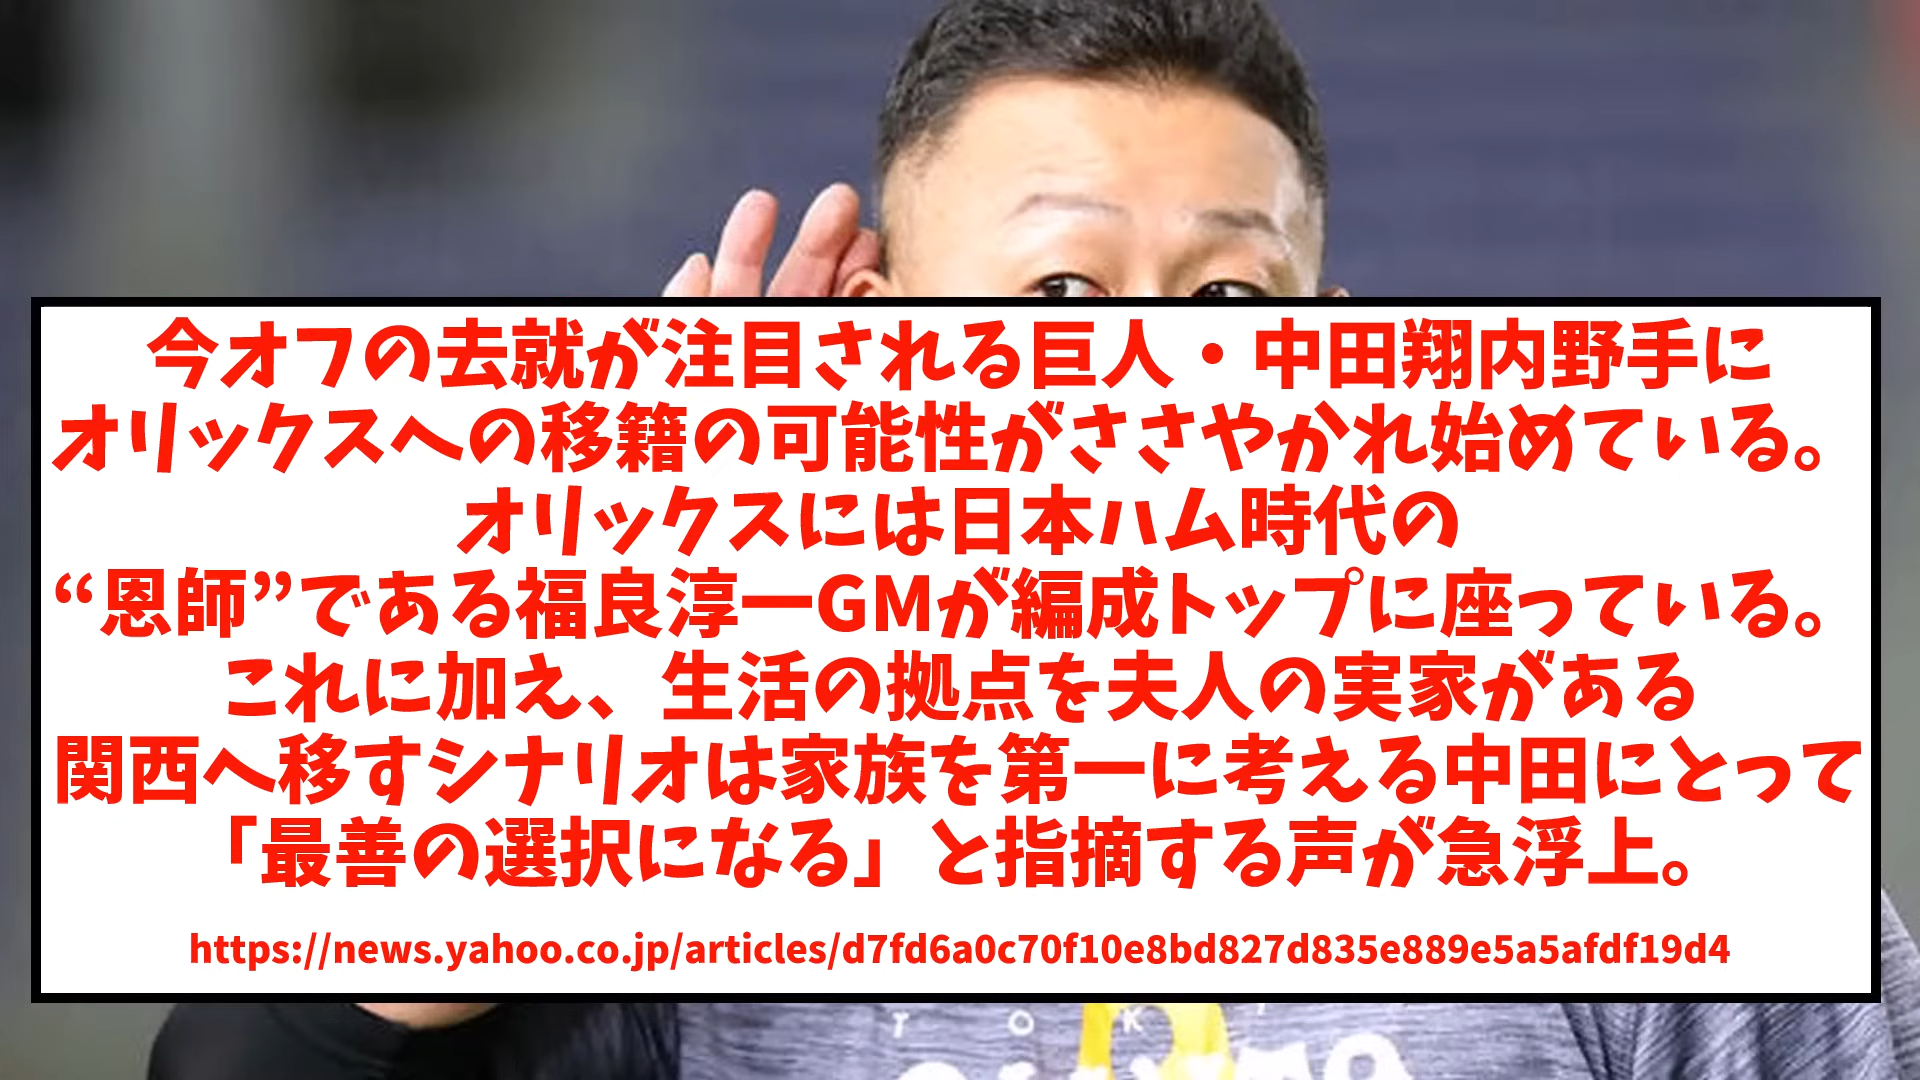 今オフの去就が注目される巨人・中田翔内野手に
オリックスへの移籍の可能性がささやかれ始めている。
オリックスには日本ハム時代の
“恩師”である福良淳一GMが編成トップに座っている。
これに加え、生活の拠点を夫人の実家がある
関西へ移すシナリオは家族を第一に考える中田にとって
「最善の選択になる」と指摘する声が急浮上。
https://news.yahoo.co.jp/articles/d7fd6a0c70f10e8bd827d835e889e5a5afdf19d4
T O K